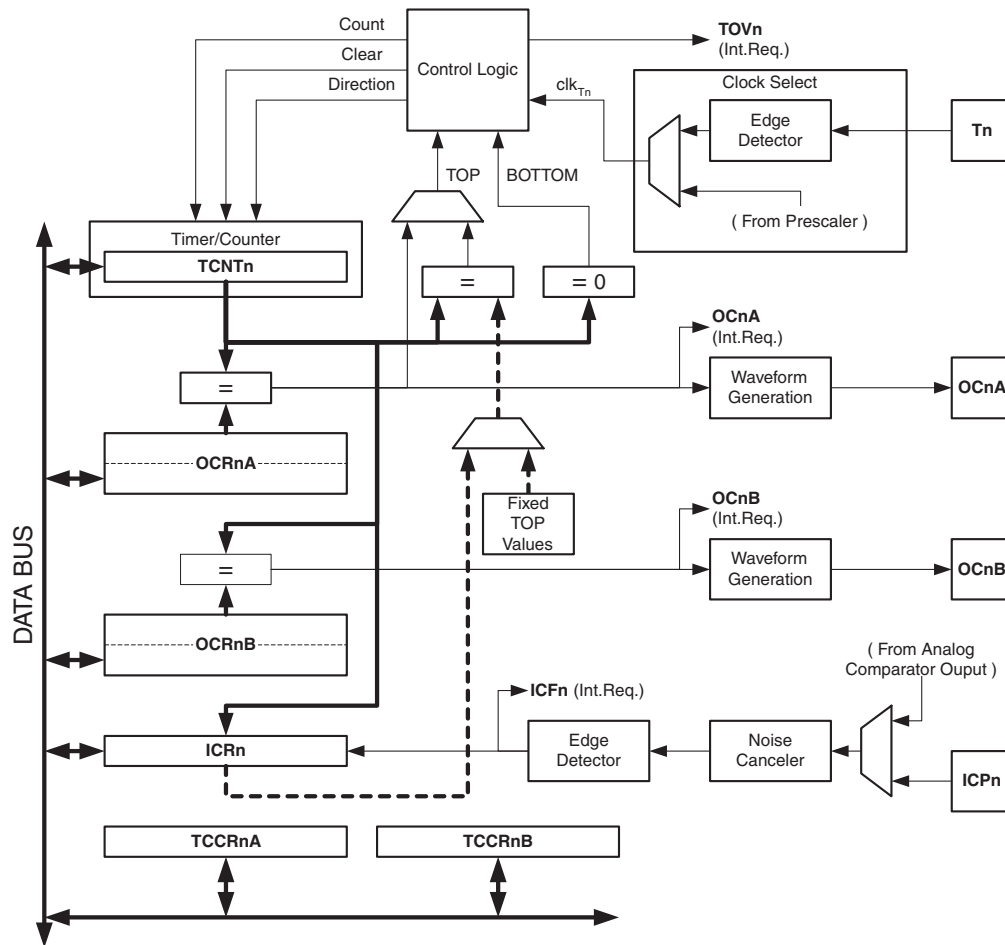 Count
Clear
Direction
Control Logic
TOVn
(Int.Req.)
clkTn
Clock Select
Edge
Detector
Tn
( From Prescaler )
TOP
BOTTOM
Timer/Counter
TCNTn
=
= 0
OCnA
(Int.Req.)
=
Waveform
Generation
OCnA
OCRnA
Fixed
TOP
Values
OCnB
(Int.Req.)
=
Waveform
Generation
OCnB
OCRnB
DATA BUS
( From Analog
Comparator Ouput )
ICFn (Int.Req.)
ICRn
Edge
Detector
Noise
Canceler
ICPn
TCCRnA
TCCRnB